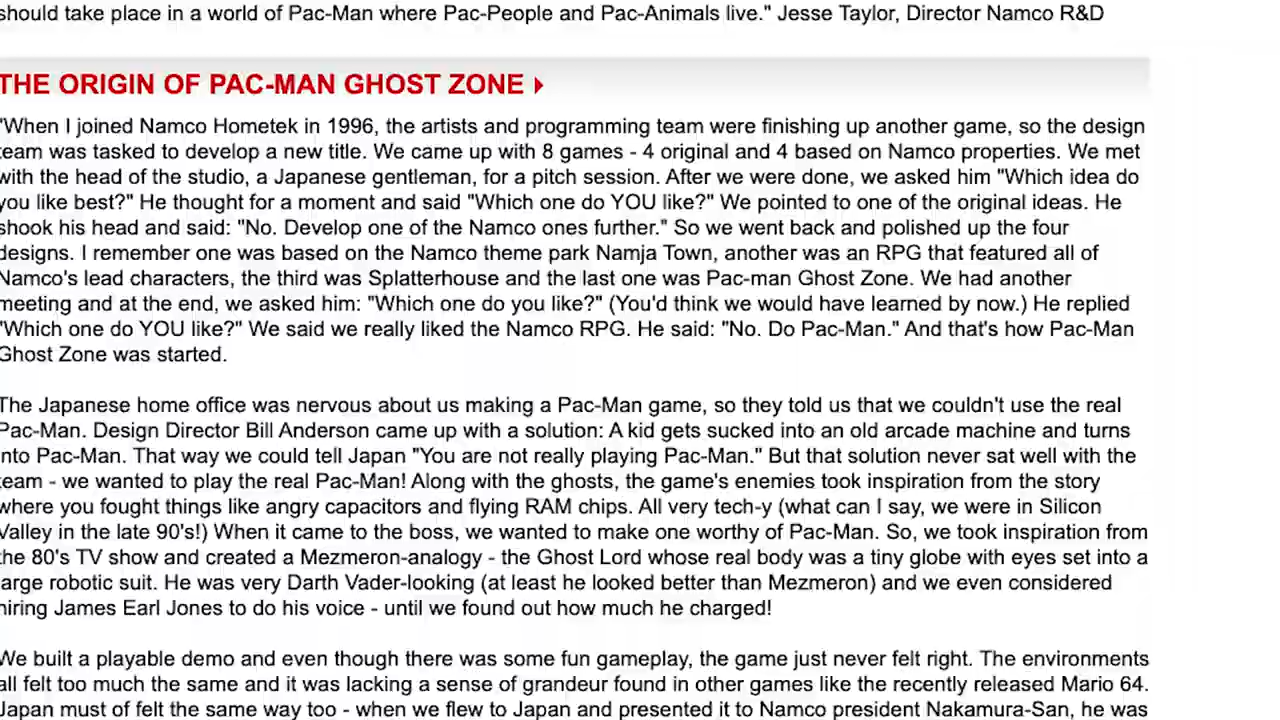 should take place in a world of Pac-Man where Pac-People and Pac-Animals live." Jesse Taylor, Director Namco R&D
THE ORIGIN OF PAC-MAN GHOST ZONE
"When I joined Namco Hometek in 1996, the artists and programming team were finishing up another game, so the design
team was tasked to develop a new title. We came up with 8 games - 4 original and 4 based on Namco properties. We met
with the head of the studio, a Japanese gentleman, for a pitch session. After we were done, we asked him "Which idea do
you like best?" He thought for a moment and said "Which one do YOU like?" We pointed to one of the original ideas. He
shook his head and said: "No. Develop one of the Namco ones further." So we went back and polished up the four
designs. I remember one was based on the Namco theme park Namja Town, another was an RPG that featured all of
Namco's lead characters, the third was Splatterhouse and the last one was Pac-man Ghost Zone. We had another
meeting and at the end, we asked him: "Which one do you like?" (You'd think we would have learned by now.) He replied
"Which one do YOU like?" We said we really liked the Namco RPG. He said: "No. Do Pac-Man." And that's how Pac-Man
Ghost Zone was started.
The Japanese home office was nervous about us making a Pac-Man game, so they told us that we couldn't use the real
Pac-Man. Design Director Bill Anderson came up with a solution: A kid gets sucked into an old arcade machine and turns
into Pac-Man. That way we could tell Japan "You are not really playing Pac-Man." But that solution never sat well with the
team - we wanted to play the real Pac-Man! Along with the ghosts, the game's enemies took inspiration from the story
where you fought things like angry capacitors and flying RAM chips. All very tech-y (what can I say, we were in Silicon
Valley in the late 90's!) When it came to the boss, we wanted to make one worthy of Pac-Man. So, we took inspiration from
the 80's TV show and created a Mezmeron-analogy - the Ghost Lord whose real body was a tiny globe with eyes set into a
large robotic suit. He was very Darth Vader-looking (at least he looked better than Mezmeron) and we even considered
hiring James Earl Jones to do his voice - until we found out how much he charged!
We built a playable demo and even though there was some fun gameplay, the game just never felt right. The environments
all felt too much the same and it was lacking a sense of grandeur found in other games like the recently released Mario 64.
Japan must of felt the same way too - when we flew to Japan and presented it to Namco president Nakamura-San, he was